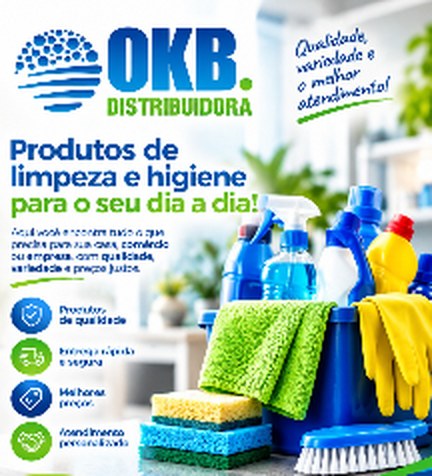 OKB.
DISTRIBUIDORA
Qualidade,
variedade e
o melhor
atendimento!
Produtos de
limpeza e higiene
para o seu dia a dia!
Aqui você encontra tudo o que
precisa para sua casa, comércio
ou empresa, com qualidade,
variedade e preços justos.
Produtos
de qualidade
Entrega rápida
e segura
Melhores
preços
Atendimento
personalizado